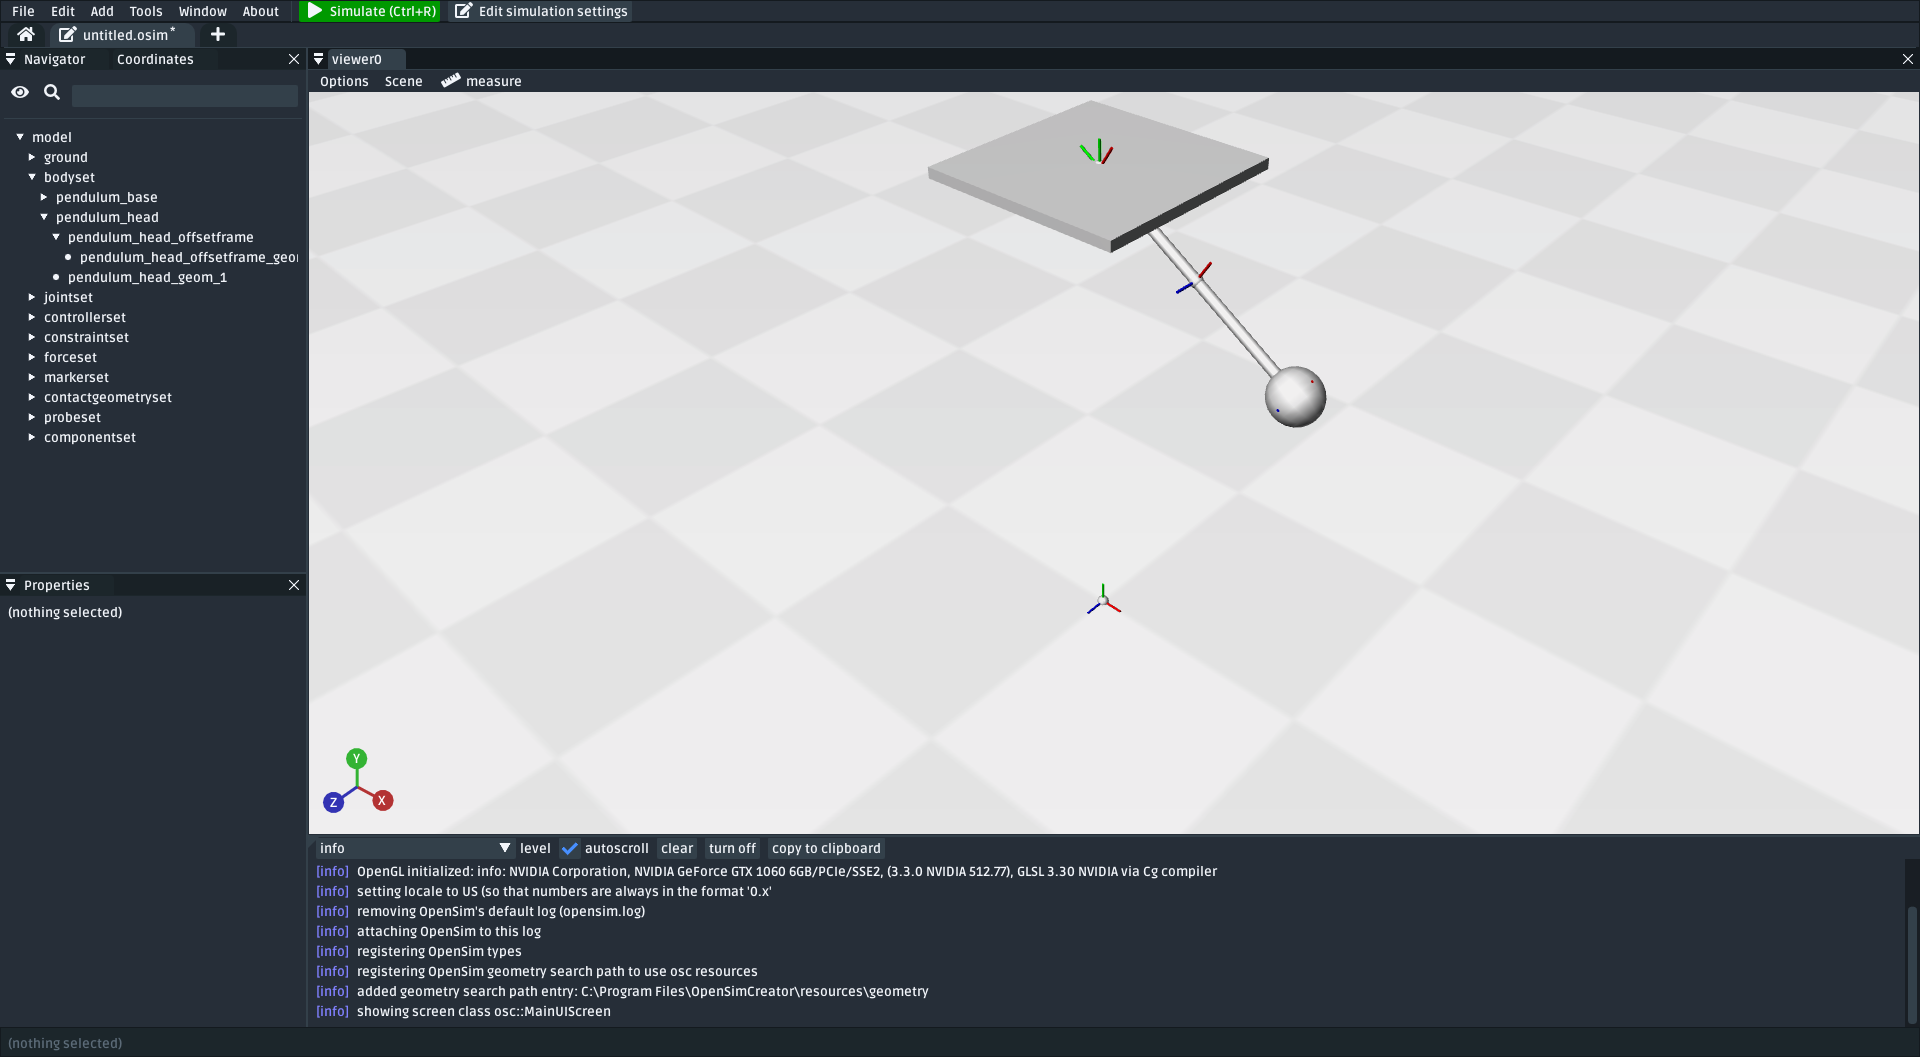 File Edit Add Tools Window About Simulate (Ctrl+R) Edit simulation settings
untitled.osim*
Navigator Coordinates
viewer0
Options Scene measure
model
ground
bodyset
pendulum_base
pendulum_head
pendulum_head_offsetframe
pendulum_head_offsetframe_geo
pendulum_head_geom_1
jointset
controllerset
constraintset
forceset
markerset
contactgeometryset
probeset
componentset
Properties
(nothing selected)
Y
Z X
info level autoscroll clear turn off copy to clipboard
[info] OpenGL initialized: info: NVIDIA Corporation, NVIDIA GeForce GTX 1060 6GB/PCIe/SSE2, (3.3.0 NVIDIA 512.77), GLSL 3.30 NVIDIA via Cg compiler
[info] setting locale to US (so that numbers are always in the format '0.x'
[info] removing OpenSim's default log (opensim.log)
[info] attaching OpenSim to this log
[info] registering OpenSim types
[info] registering OpenSim geometry search path to use osc resources
[info] added geometry search path entry: C:\Program Files\OpenSimCreator\resources\geometry
[info] showing screen class osc::MainUIScreen
(nothing selected)